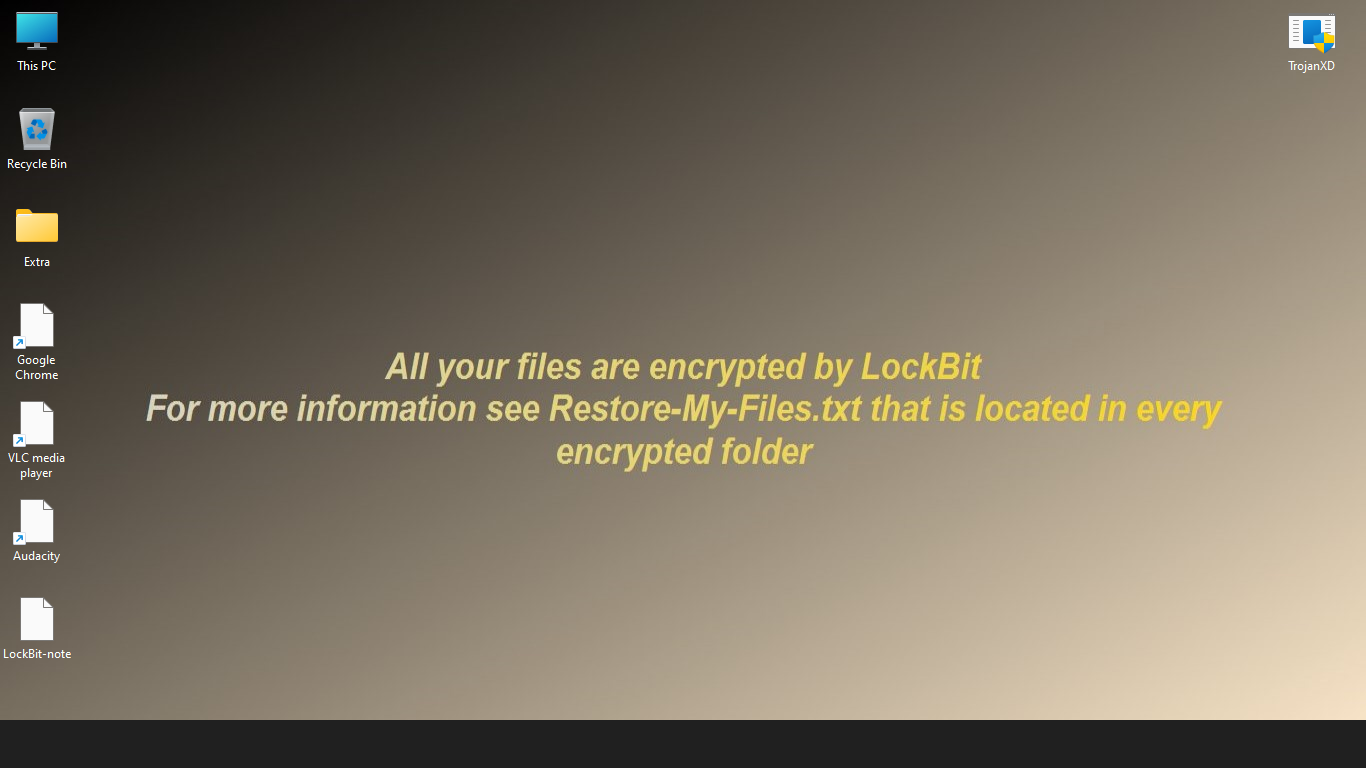 This PC
TrojanXD
Recycle Bin
Extra
Google
Chrome
All your files are encrypted by LockBit
For more information see Restore-My-Files.txt that is located in every
encrypted folder
VLC media
player
Audacity
LockBit-note